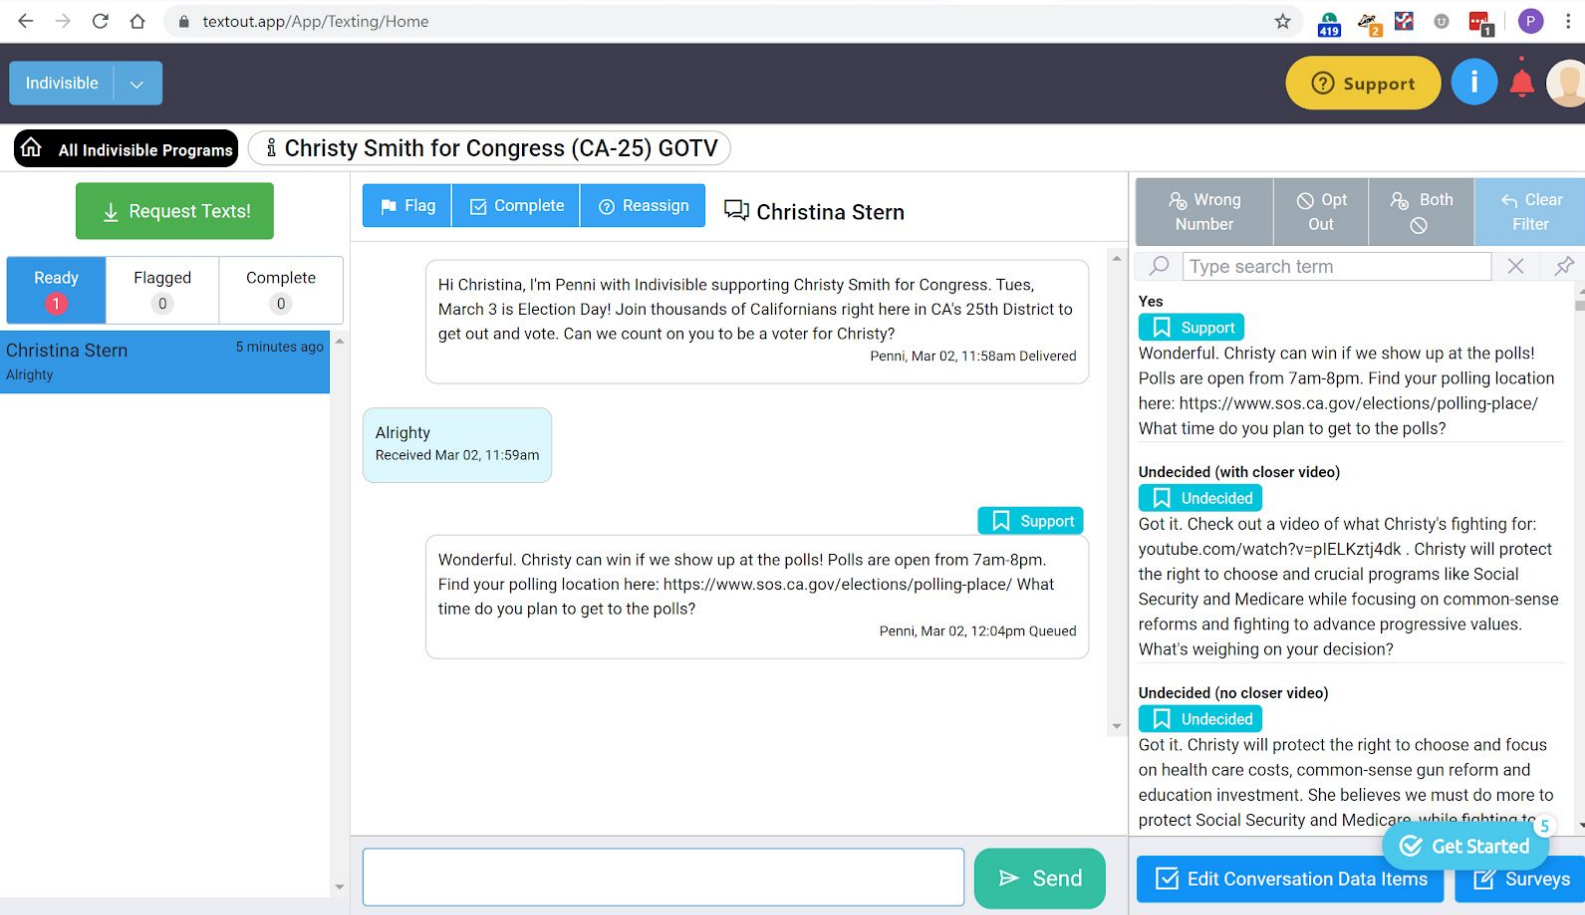 textout.app/App/Texting/Home
419
2
1
P
Indivisible
Support
i
All Indivisible Programs
Christy Smith for Congress (CA-25) GOTV
Request Texts!
Ready
1
Flagged
0
Complete
0
Christina Stern
5 minutes ago
Alrighty
Flag
Complete
Reassign
Christina Stern
Hi Christina, I'm Penni with Indivisible supporting Christy Smith for Congress. Tues,
March 3 is Election Day! Join thousands of Californians right here in CA's 25th District to
get out and vote. Can we count on you to be a voter for Christy?
Penni, Mar 02, 11:58am Delivered
Alrighty
Received Mar 02, 11:59am
Support
Wonderful. Christy can win if we show up at the polls! Polls are open from 7am-8pm.
Find your polling location here: https://www.sos.ca.gov/elections/polling-place/ What
time do you plan to get to the polls?
Penni, Mar 02, 12:04pm Queued
Send
Wrong
Number
Opt
Out
Both
Clear
Filter
Type search term
Yes
Support
Wonderful. Christy can win if we show up at the polls!
Polls are open from 7am-8pm. Find your polling location
here: https://www.sos.ca.gov/elections/polling-place/
What time do you plan to get to the polls?
Undecided (with closer video)
Undecided
Got it. Check out a video of what Christy's fighting for:
youtube.com/watch?v=pIELKztj4dk . Christy will protect
the right to choose and crucial programs like Social
Security and Medicare while focusing on common-sense
reforms and fighting to advance progressive values.
What's weighing on your decision?
Undecided (no closer video)
Undecided
Got it. Christy will protect the right to choose and focus
on health care costs, common-sense gun reform and
education investment. She believes we must do more to
protect Social Security and Medicare, while fighting to
5
Get Started
Edit Conversation Data Items
Surveys